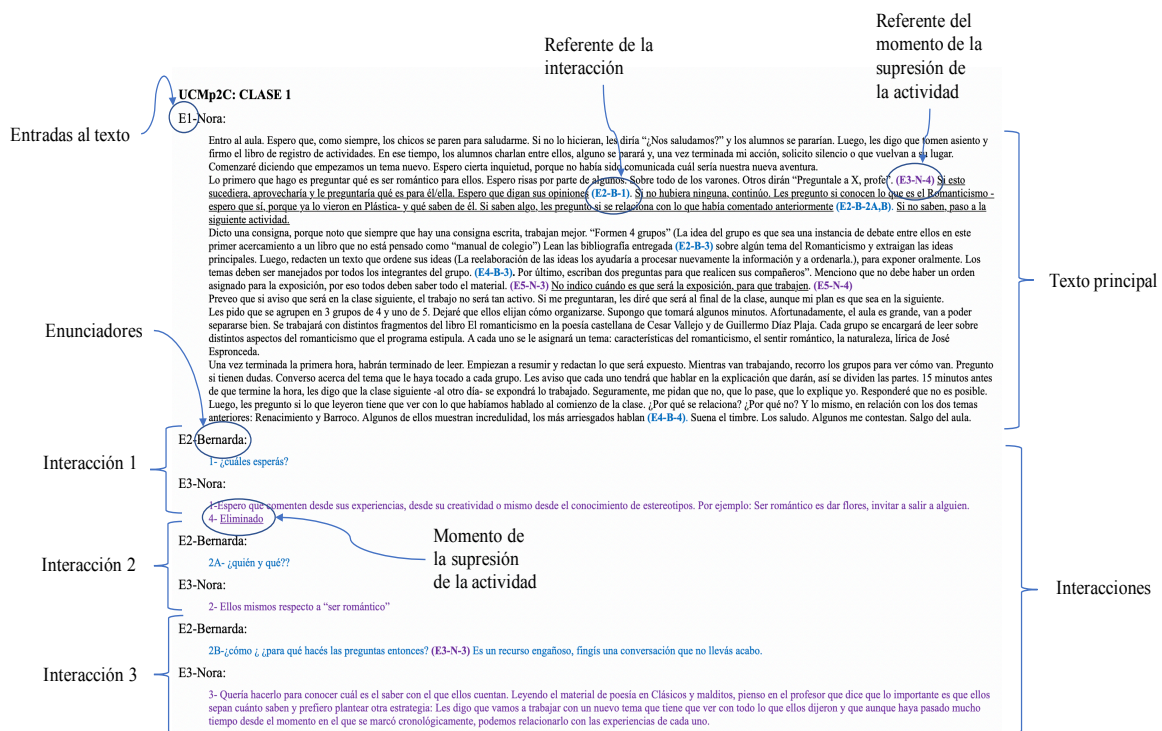 Referente de la
interacción
Referente del
momento de la
supresión de
la actividad
UCMp2C: CLASE 1
Entradas al texto
E1-Nora:
Entro al aula. Espero que, como siempre, los chicos se paren para saludarme. Si no lo hicieran, les diría “¿Nos saludamos?” y los alumnos se pararían. Luego, les digo que tomen asiento y
firmo el libro de registro de actividades. En ese tiempo, los alumnos charlan entre ellos, alguno se parará y, una vez terminada mi acción, solicito silencio o que vuelvan a su lugar.
Comenzaré diciendo que empezamos un tema nuevo. Espero cierta inquietud, porque no había sido comunicada cuál sería nuestra nueva aventura.
Lo primero que hago es preguntar qué es ser romántico para ellos. Espero risas por parte de algunos. Sobre todo de los varones. Otros dirán “Preguntale a X, profe”. (E3-N-4) Si esto
sucediera, aprovecharía y le preguntaría qué es para él/ella. Espero que digan sus opiniones (E2-B-1). Si no hubiera ninguna, continúo. Les pregunto si conocen lo que es el Romanticismo -
espero que sí, porque ya lo vieron en Plástica- y qué saben de él. Si saben algo, les pregunto si se relaciona con lo que había comentado anteriormente (E2-B-2A,B). Si no saben, paso a la
siguiente actividad.
Dicto una consigna, porque noto que siempre que hay una consigna escrita, trabajan mejor. “Formen 4 grupos” (La idea del grupo es que sea una instancia de debate entre ellos en este
primer acercamiento a un libro que no está pensado como “manual de colegio”) Lean las bibliografía entregada (E2-B-3) sobre algún tema del Romanticismo y extraigan las ideas
principales. Luego, redacten un texto que ordene sus ideas (La reelaboración de las ideas los ayudaría a procesar nuevamente la información y a ordenarla.), para exponer oralmente. Los
temas deben ser manejados por todos los integrantes del grupo. (E4-B-3). Por último, escriban dos preguntas para que realicen sus compañeros”. Menciono que no debe haber un orden
asignado para la exposición, por eso todos deben saber todo el material. (E5-N-3) No indico cuándo es que será la exposición, para que trabajen. (E5-N-4)
Preveo que si aviso que será en la clase siguiente, el trabajo no será tan activo. Si me preguntaran, les diré que será al final de la clase, aunque mi plan es que sea en la siguiente.
Les pido que se agrupen en 3 grupos de 4 y uno de 5. Dejaré que ellos elijan cómo organizarse. Supongo que tomará algunos minutos. Afortunadamente, el aula es grande, van a poder
separarse bien. Se trabajará con distintos fragmentos del libro El romanticismo en la poesía castellana de Cesar Vallejo y de Guillermo Díaz Plaja. Cada grupo se encargará de leer sobre
distintos aspectos del romanticismo que el programa estipula. A cada uno se le asignará un tema: características del romanticismo, el sentir romántico, la naturaleza, lírica de José
Espronceda.
Una vez terminada la primera hora, habrán terminado de leer. Empiezan a resumir y redactan lo que será expuesto. Mientras van trabajando, recorro los grupos para ver cómo van. Pregunto
si tienen dudas. Converso acerca del tema que le haya tocado a cada grupo. Les aviso que cada uno tendrá que hablar en la explicación que darán, así se dividen las partes. 15 minutos antes
de que termine la hora, les digo que la clase siguiente -al otro día- se expondrá lo trabajado. Seguramente, me pidan que no, que lo pase, que lo explique yo. Responderé que no es posible.
Luego, les pregunto si lo que leyeron tiene que ver con lo que habíamos hablado al comienzo de la clase. ¿Por qué se relaciona? ¿Por qué no? Y lo mismo, en relación con los dos temas
anteriores: Renacimiento y Barroco. Algunos de ellos muestran incredulidad, los más arriesgados hablan (E4-B-4). Suena el timbre. Los saludo. Algunos me contestan. Salgo del aula.
Texto principal
Enunciadores
E2-Bernarda:
1- ¿cuáles esperás?
Interacción 1
E3-Nora:
1-Espero que comenten desde sus experiencias, desde su creatividad o mismo desde el conocimiento de estereotipos. Por ejemplo: Ser romántico es dar flores, invitar a salir a alguien.
4- Eliminado
Momento de
la supresión
de la actividad
E2-Bernarda:
2A- ¿quién y qué??
Interacción 2
E3-Nora:
2- Ellos mismos respecto a “ser romántico”
Interacciones
E2-Bernarda:
2B-¿cómo ¿ ¿para qué hacés las preguntas entonces? (E3-N-3) Es un recurso engañoso, fingís una conversación que no llevás acabo.
Interacción 3
E3-Nora:
3- Quería hacerlo para conocer cuál es el saber con el que ellos cuentan. Leyendo el material de poesía en Clásicos y malditos, pienso en el profesor que dice que lo importante es que ellos
sepan cuánto saben y prefiero plantear otra estrategia: Les digo que vamos a trabajar con un nuevo tema que tiene que ver con todo lo que ellos dijeron y que aunque haya pasado mucho
tiempo desde el momento en el que se marcó cronológicamente, podemos relacionarlo con las experiencias de cada uno.